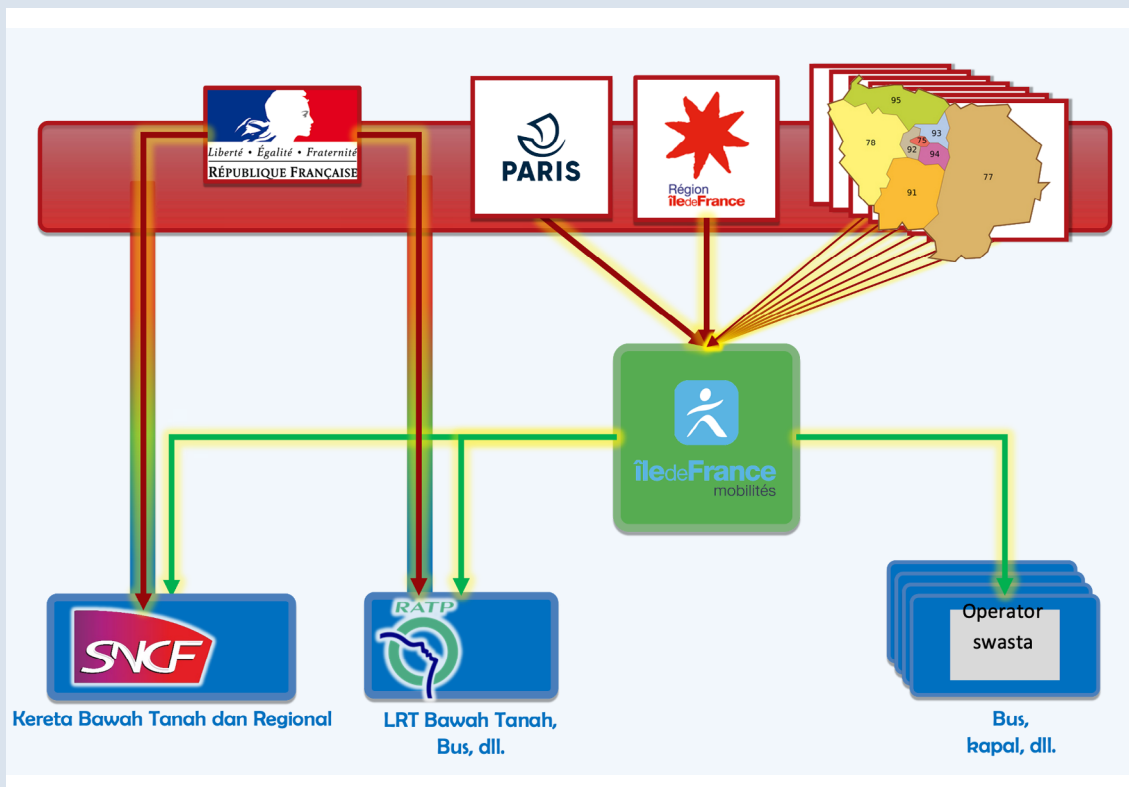 Liberté • Égalité • Fraternité
RÉPUBLIQUE FRANÇAISE
PARIS
Région
îledeFrance
95
78
93
75
92
94
91
77
îledeFrance
mobilités
SNCF
RATP
Operator
swasta
Kereta Bawah Tanah dan Regional
LRT Bawah Tanah,
Bus, dll.
Bus,
kapal, dll.